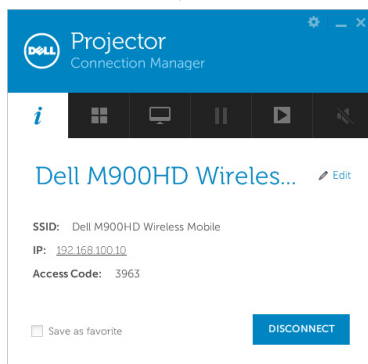 DELL
Projector
Connection Manager
i
Dell M900HD Wireles...
Edit
SSID: Dell M900HD Wireless Mobile
IP: 192.168.100.10
Access Code: 3963
Save as favorite
DISCONNECT